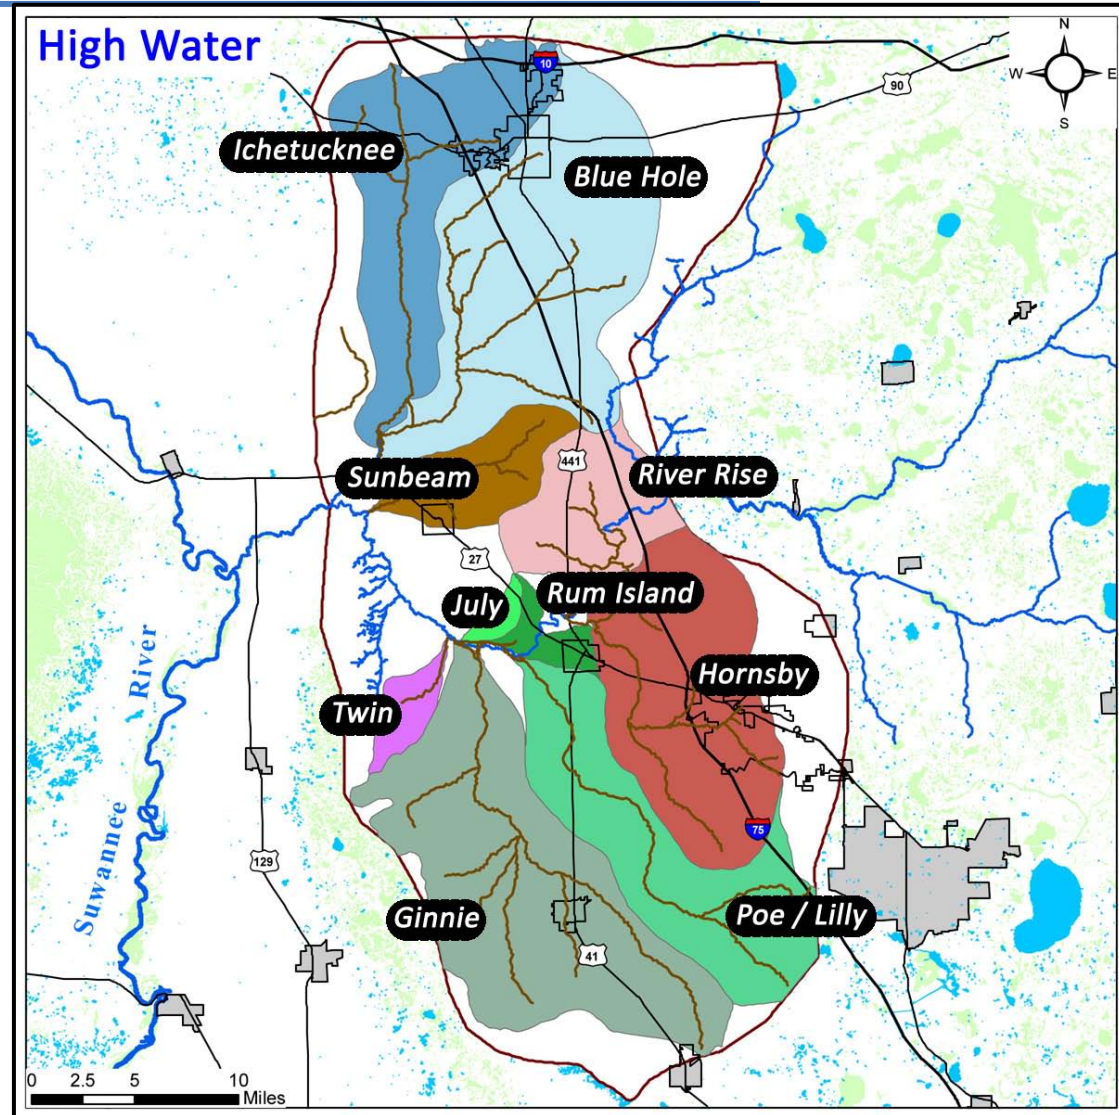 High Water
N
W
E
S
10
90
Ichetucknee
Blue Hole
441
River Rise
Sunbeam
27
July
Rum Island
Hornsby
Twin
Suwannee River
75
129
Ginnie
Poe / Lilly
41
0 2.5 5 10
Miles